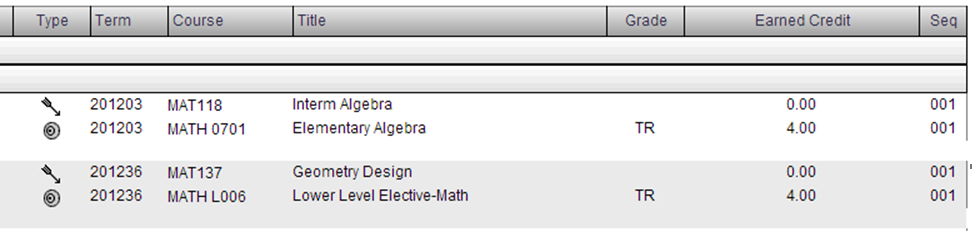 Type Term Course Title Grade Earned Credit Seq
201203 MAT118 Interm Algebra 0.00 001
201203 MATH 0701 Elementary Algebra TR 4.00 001
201236 MAT137 Geometry Design 0.00 001
201236 MATH L006 Lower Level Elective-Math TR 4.00 001